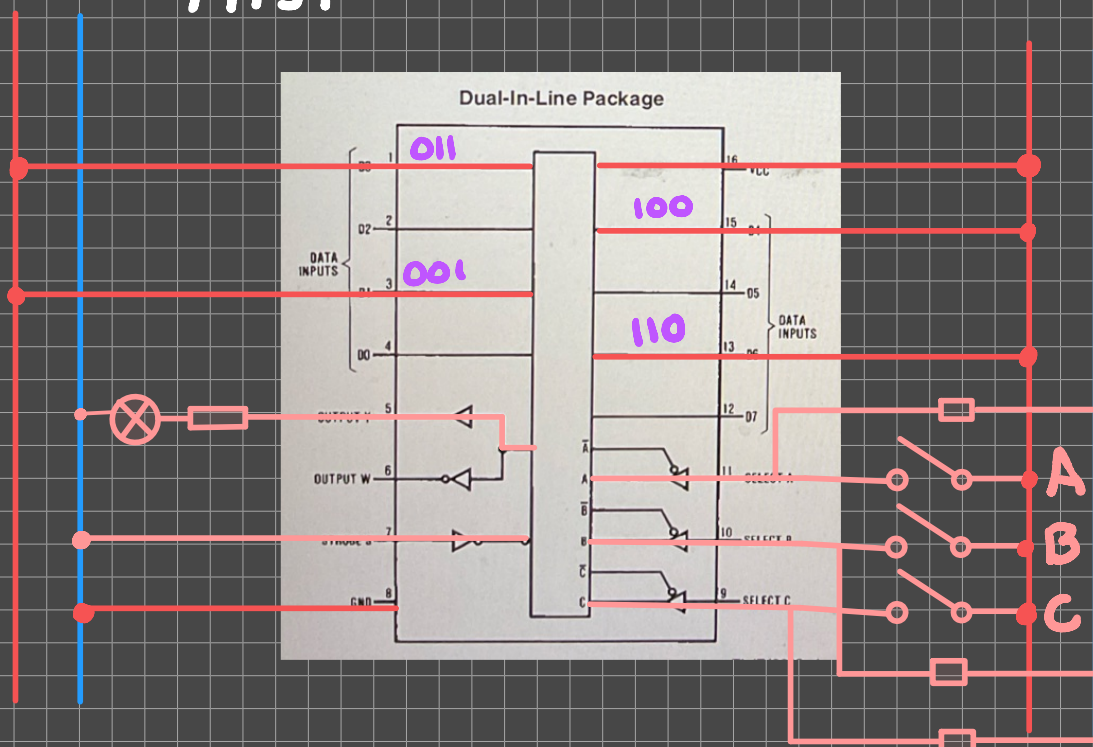 Dual-In-Line Package
011
1
16
VCC
100
D2
2
15
DATA
INPUTS
001
3
14
D5
110
DATA
INPUTS
D0
4
13
5
12
D7
A
OUTPUT W
6
A
11
A
B
7
B
10
B
C
GND
8
C
9
SELECT C
C